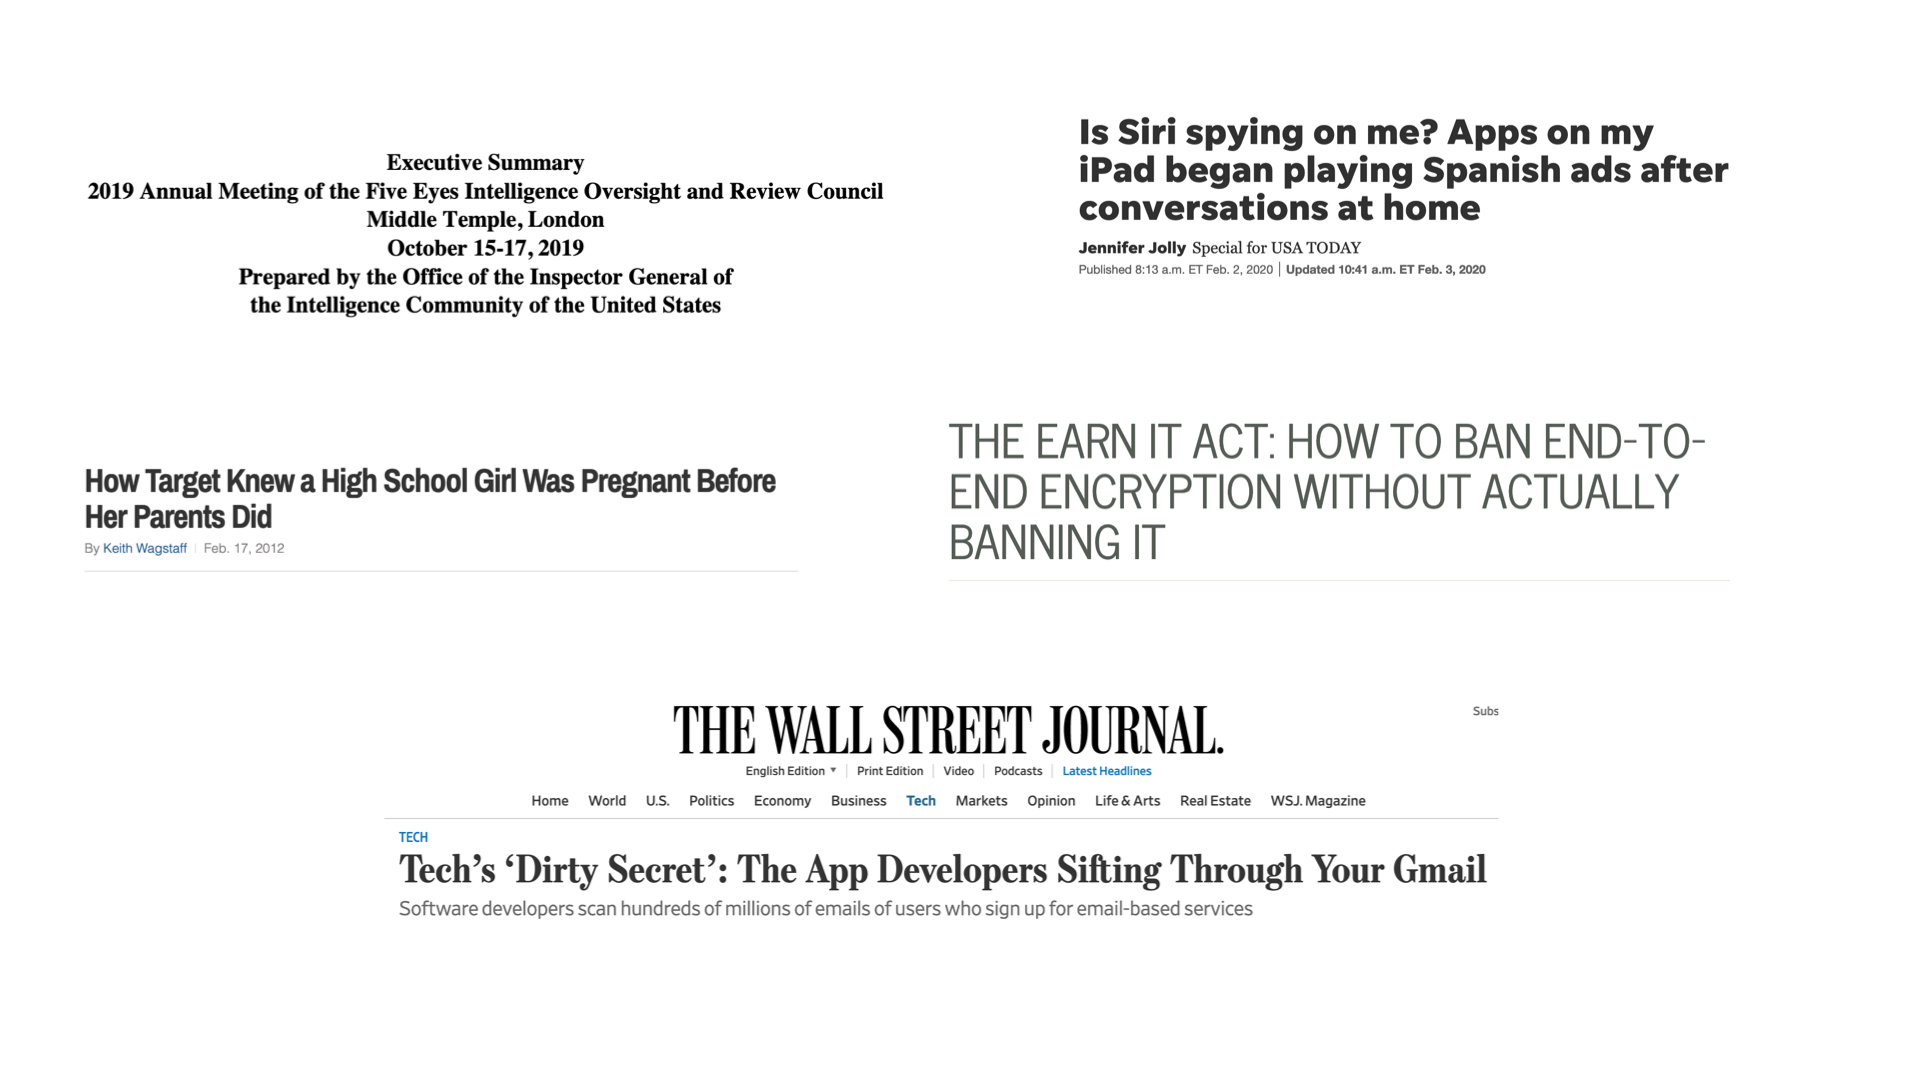 Executive Summary
2019 Annual Meeting of the Five Eyes Intelligence Oversight and Review Council
Middle Temple, London
October 15-17, 2019
Prepared by the Office of the Inspector General of
the Intelligence Community of the United States
Is Siri spying on me? Apps on my
iPad began playing Spanish ads after
conversations at home
Jennifer Jolly Special for USA TODAY
Published 8:13 a.m. ET Feb. 2, 2020 | Updated 10:41 a.m. ET Feb. 3, 2020
How Target Knew a High School Girl Was Pregnant Before
Her Parents Did
By Keith Wagstaff | Feb. 17, 2012
THE EARN IT ACT: HOW TO BAN END-TO-
END ENCRYPTION WITHOUT ACTUALLY
BANNING IT
Subs
THE WALL STREET JOURNAL.
English Edition ▼ | Print Edition | Video | Podcasts | Latest Headlines
Home World U.S. Politics Economy Business Tech Markets Opinion Life & Arts Real Estate WSJ. Magazine
TECH
Tech’s ‘Dirty Secret’: The App Developers Sifting Through Your Gmail
Software developers scan hundreds of millions of emails of users who sign up for email-based services